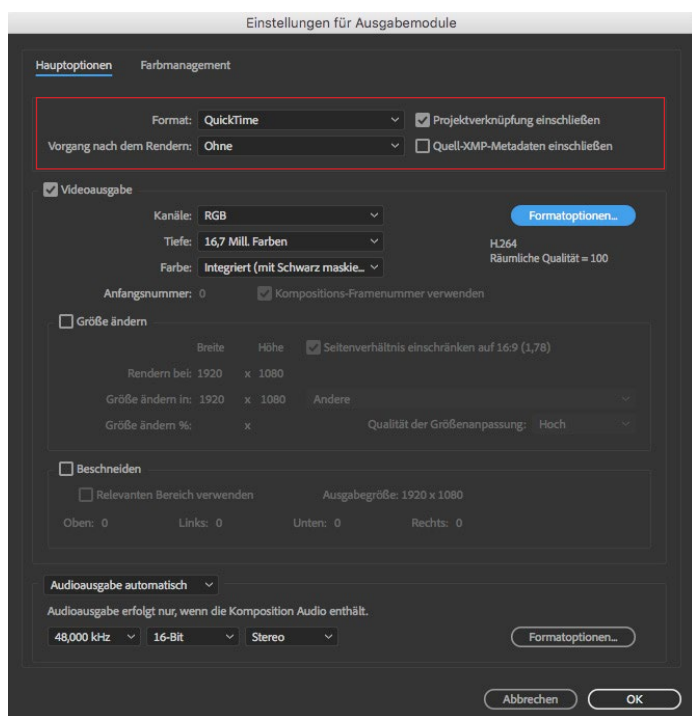 Einstellungen für Ausgabemodule
Hauptoptionen Farbmanagement
Format: QuickTime Projektverknüpfung einschließen
Vorgang nach dem Rendern: Ohne Quell-XMP-Metadaten einschließen
Videoausgabe
Kanäle: RGB Formatoptionen...
Tiefe: 16,7 Mill. Farben H.264
Räumliche Qualität = 100
Farbe: Integriert (mit Schwarz maskie...
Anfangsnummer: 0 Kompositions-Framenummer verwenden
Größe ändern
Breite Höhe Seitenverhältnis einschränken auf 16:9 (1,78)
Rendern bei: 1920 x 1080
Größe ändern in: 1920 x 1080 Andere
Größe ändern %: x Qualität der Größenanpassung: Hoch
Beschneiden
Relevanten Bereich verwenden Ausgabegröße: 1920 x 1080
Oben: 0 Links: 0 Unten: 0 Rechts: 0
Audioausgabe automatisch
Audioausgabe erfolgt nur, wenn die Komposition Audio enthält.
48,000 kHz 16-Bit Stereo Formatoptionen...
Abbrechen OK